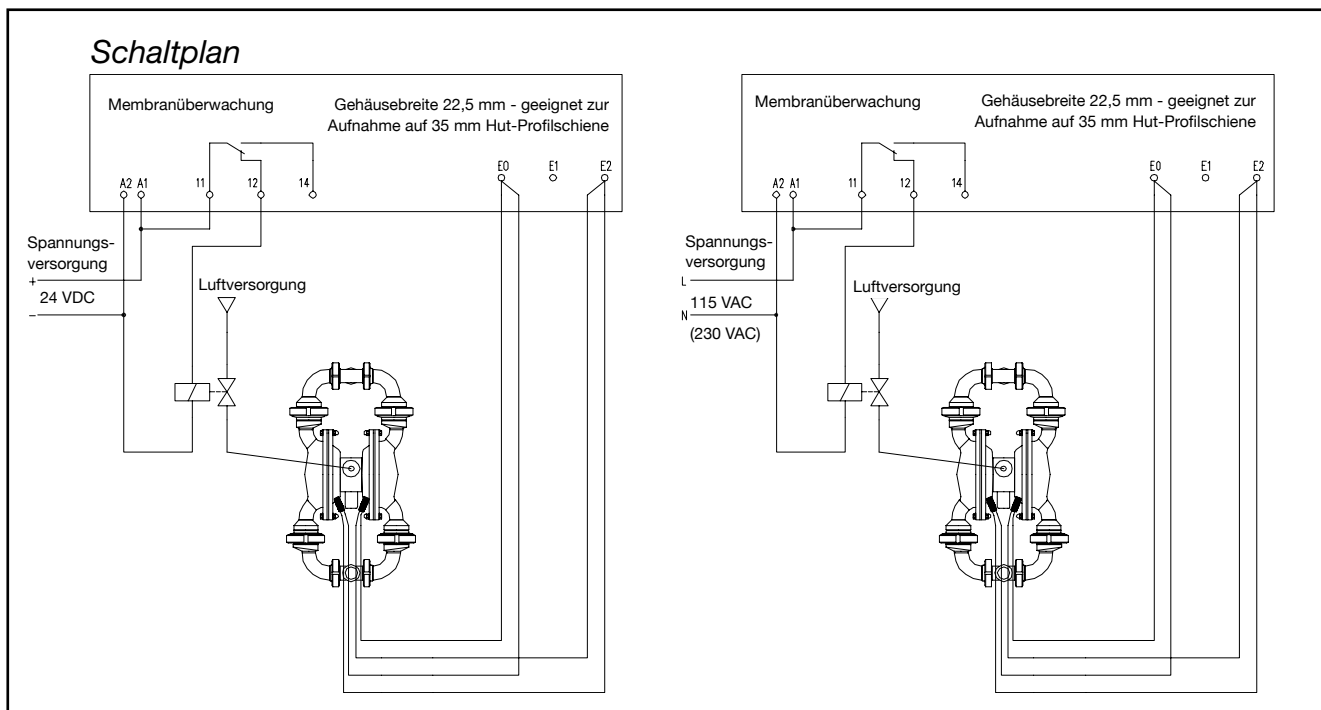 Schaltplan
Membranüberwachung
Gehäusebreite 22,5 mm - geeignet zur
Aufnahme auf 35 mm Hut-Profilschiene
A2 A1 11 12 14 E0 E1 E2
Spannungs-
versorgung
+
24 VDC
–
Luftversorgung
Membranüberwachung
Gehäusebreite 22,5 mm - geeignet zur
Aufnahme auf 35 mm Hut-Profilschiene
A2 A1 11 12 14 E0 E1 E2
Spannungs-
versorgung
L
115 VAC
N
(230 VAC)
Luftversorgung